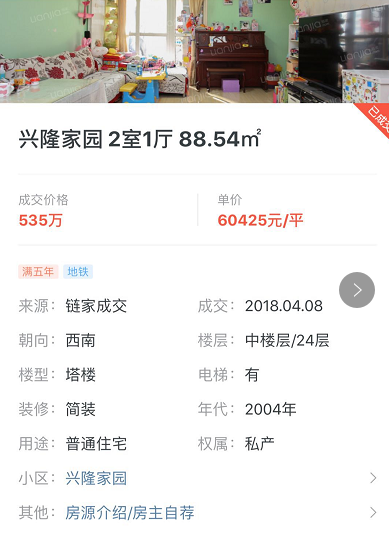 已成交
兴隆家园 2室1厅 88.54㎡
成交价格 单价
535万 60425元/平
满五年 地铁
来源： 链家成交 成交： 2018.04.08
朝向： 西南 楼层： 中楼层/24层
楼型： 塔楼 电梯： 有
装修： 简装 年代： 2004年
用途： 普通住宅 权属： 私产
小区： 兴隆家园
其他： 房源介绍/房主自荐